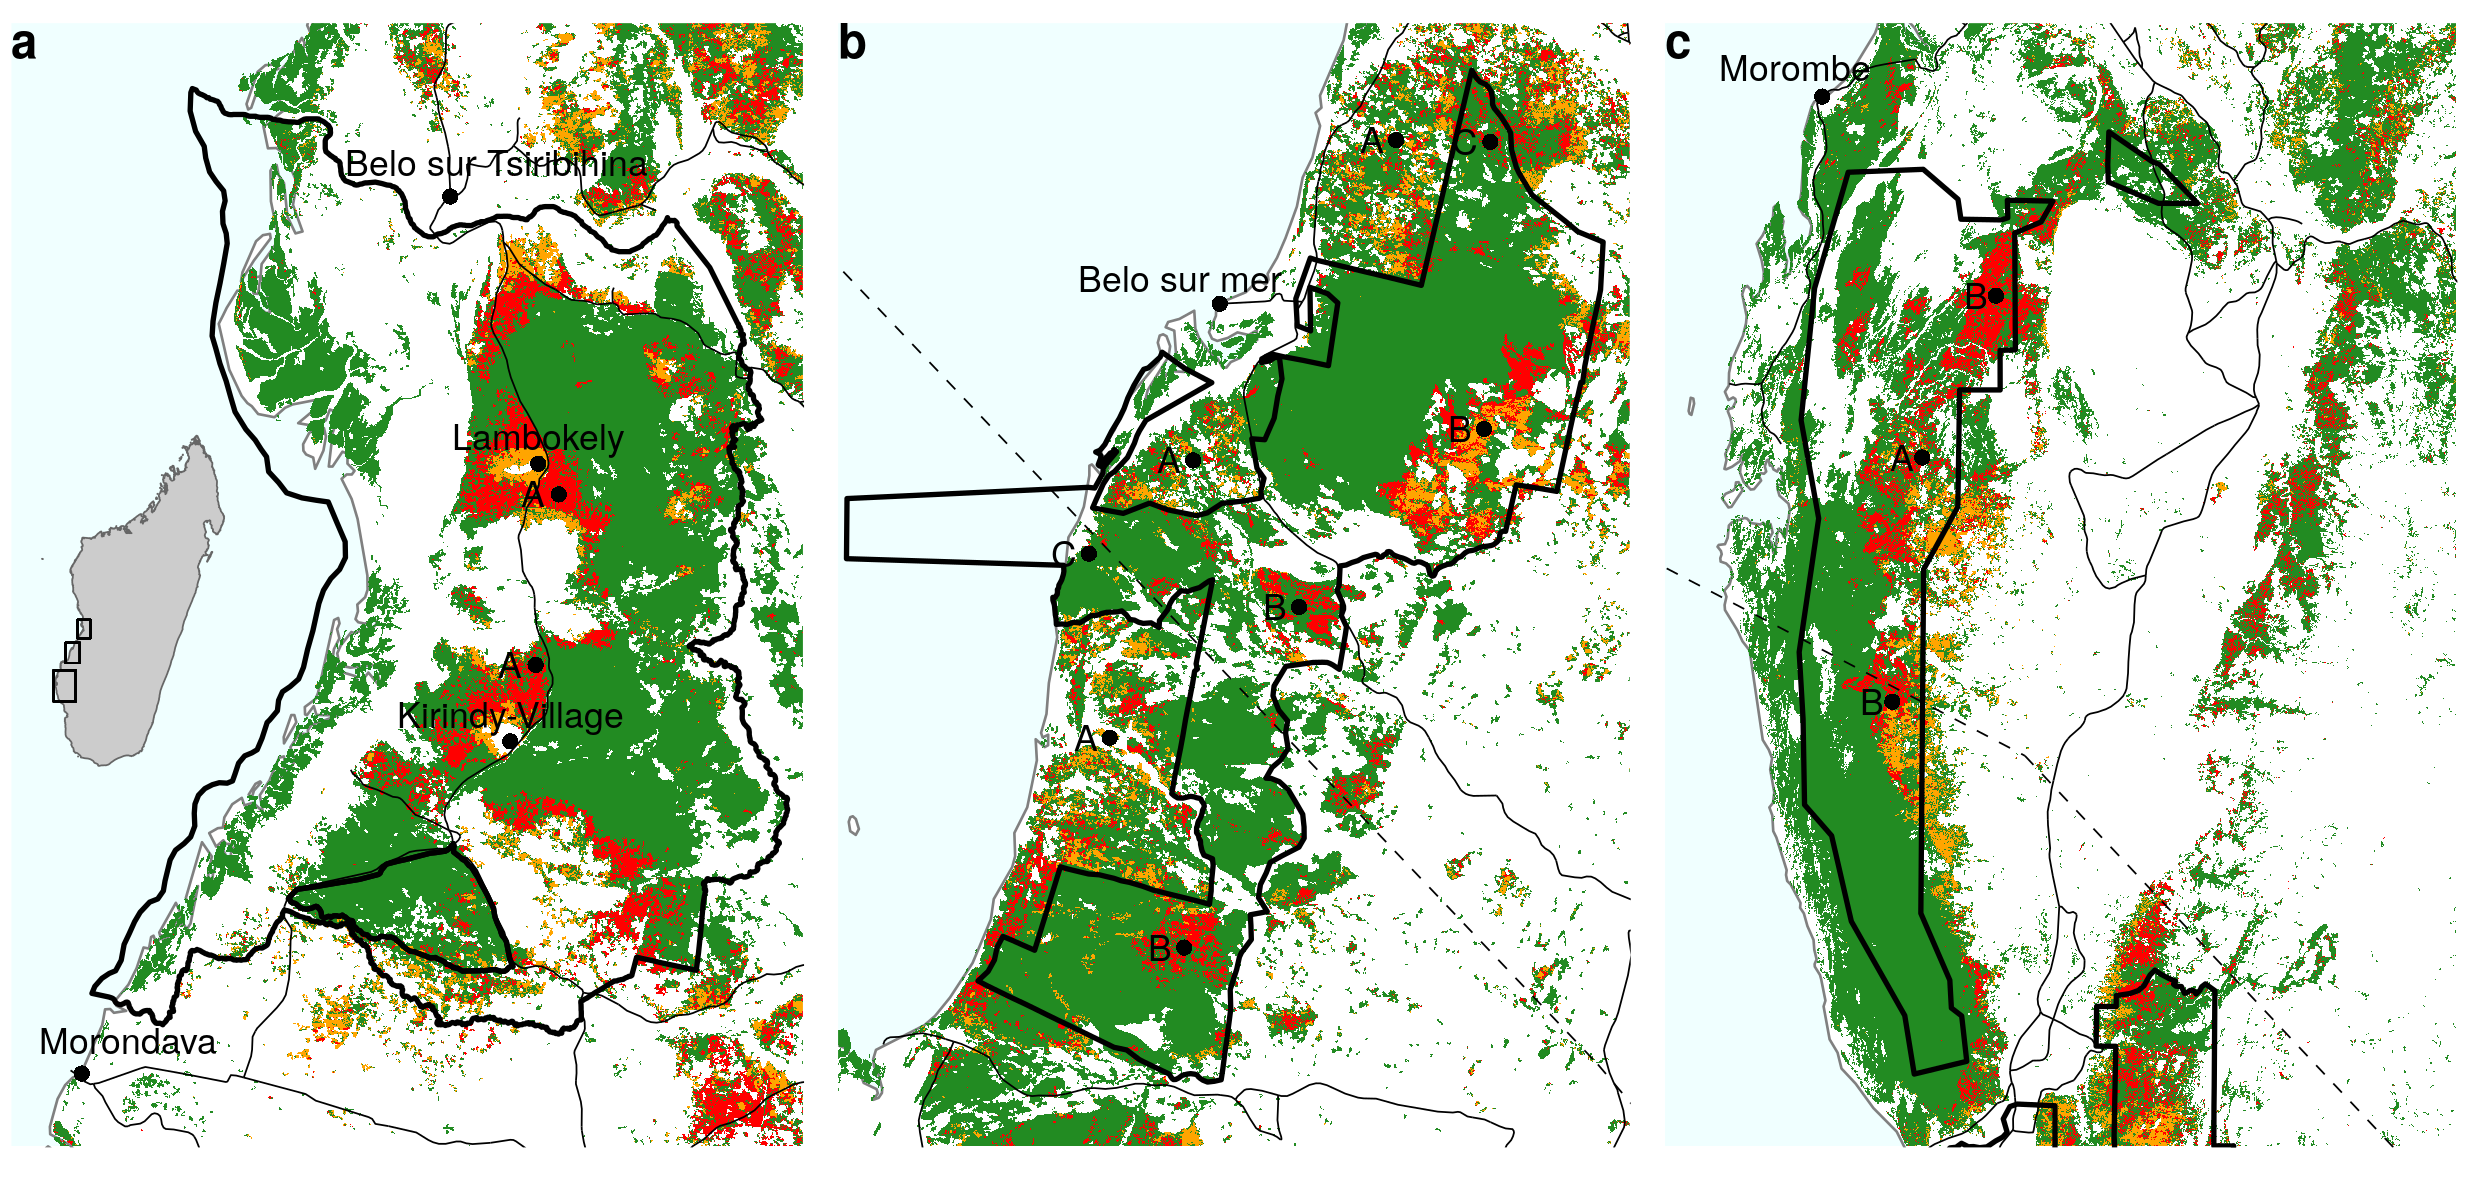 a
Belo sur Tsiribihina
Lambokely
A
A
Kirindy-Village
Morondava
b
A
C
Belo sur mer
B
A
C
B
A
B
c
Morombe
B
A
B